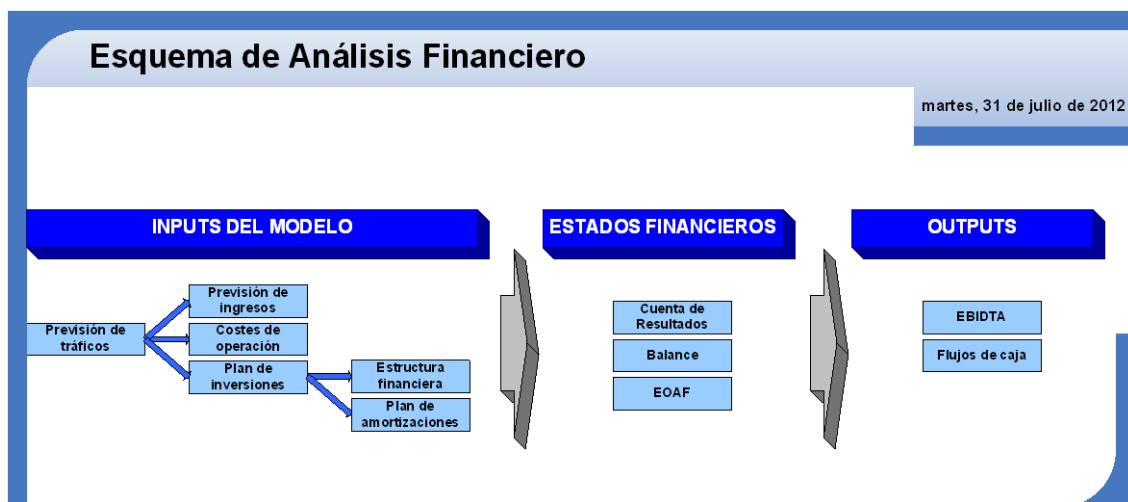 Esquema de Análisis Financiero
martes, 31 de julio de 2012
INPUTS DEL MODELO
ESTADOS FINANCIEROS
OUTPUTS
Previsión de
tráficos
Previsión de
ingresos
Costes de
operación
Plan de
inversiones
Estructura
financiera
Plan de
amortizaciones
Cuenta de
Resultados
Balance
EOAF
EBIDTA
Flujos de caja